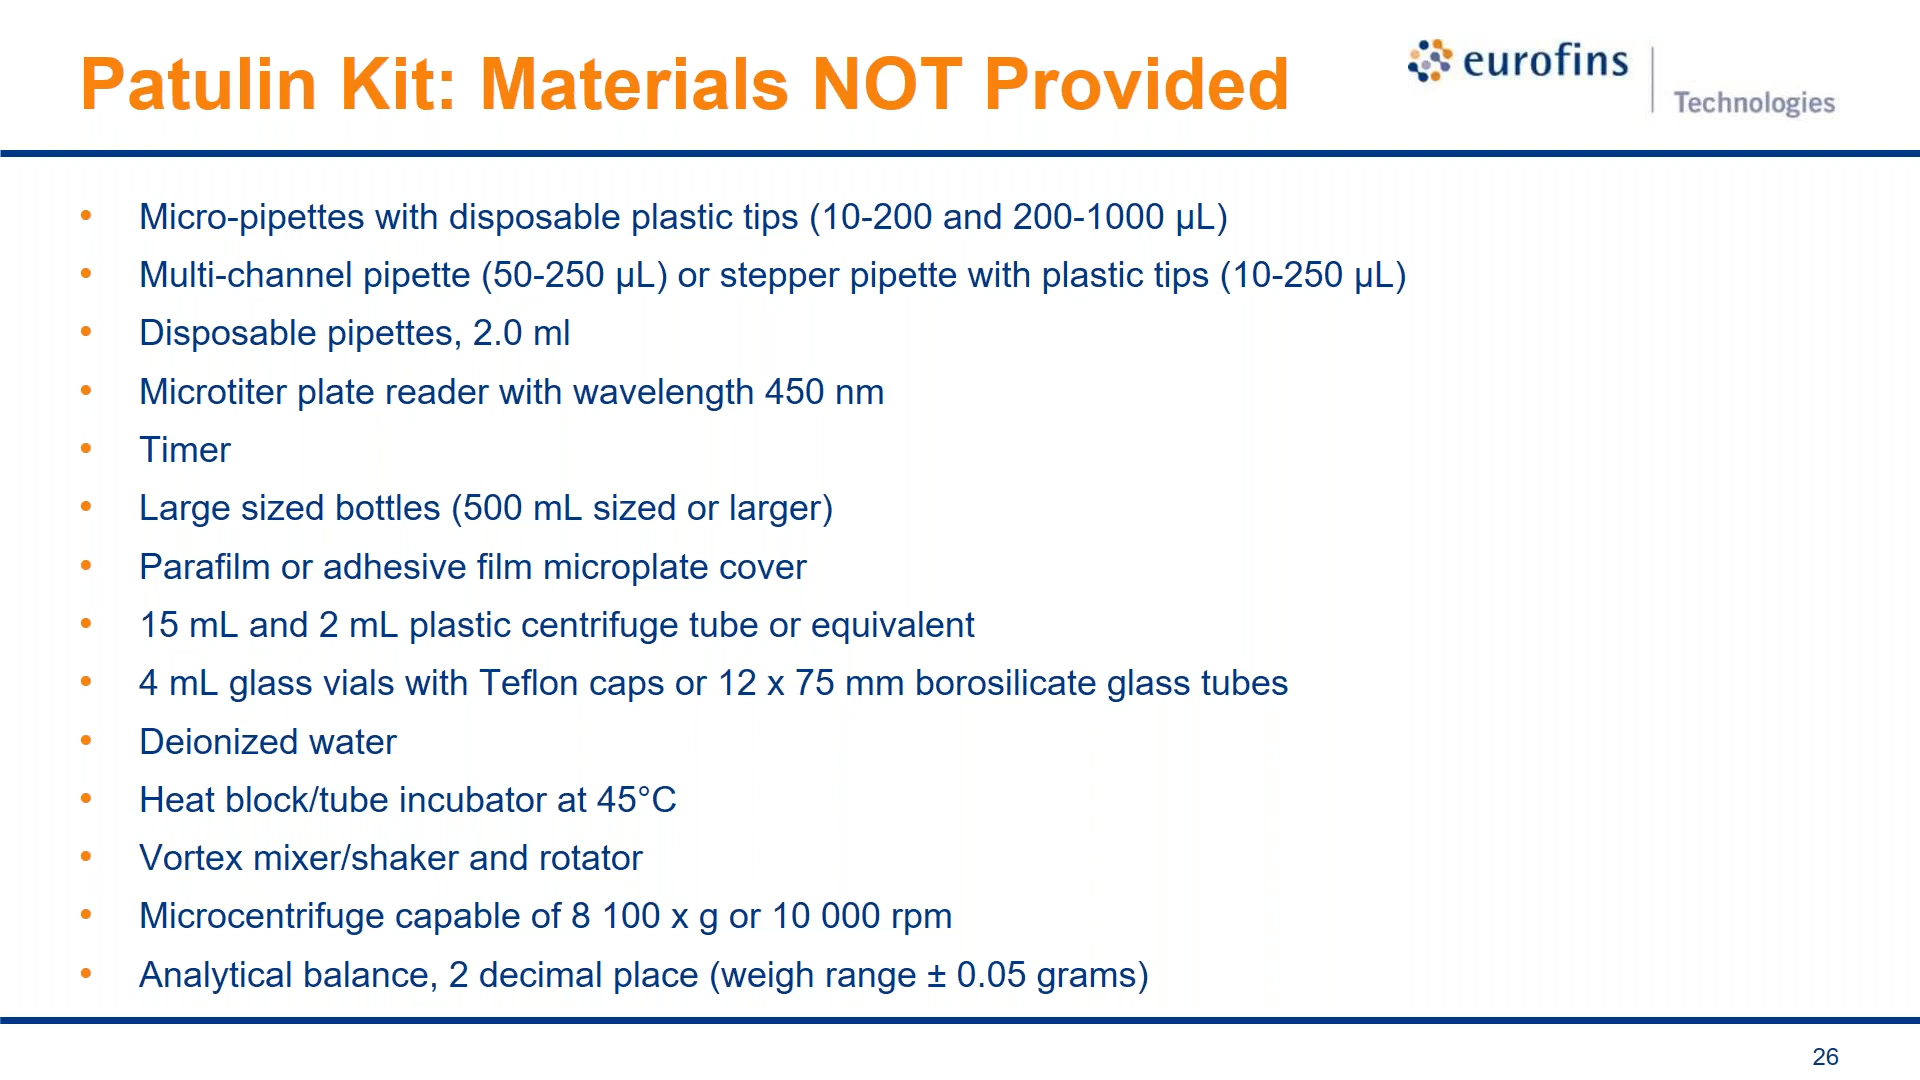 Patulin Kit: Materials NOT Provided
eurofins
Technologies
• Micro-pipettes with disposable plastic tips (10-200 and 200-1000 µL)
• Multi-channel pipette (50-250 µL) or stepper pipette with plastic tips (10-250 µL)
• Disposable pipettes, 2.0 ml
• Microtiter plate reader with wavelength 450 nm
• Timer
• Large sized bottles (500 mL sized or larger)
• Parafilm or adhesive film microplate cover
• 15 mL and 2 mL plastic centrifuge tube or equivalent
• 4 mL glass vials with Teflon caps or 12 x 75 mm borosilicate glass tubes
• Deionized water
• Heat block/tube incubator at 45°C
• Vortex mixer/shaker and rotator
• Microcentrifuge capable of 8 100 x g or 10 000 rpm
• Analytical balance, 2 decimal place (weigh range ± 0.05 grams)
26